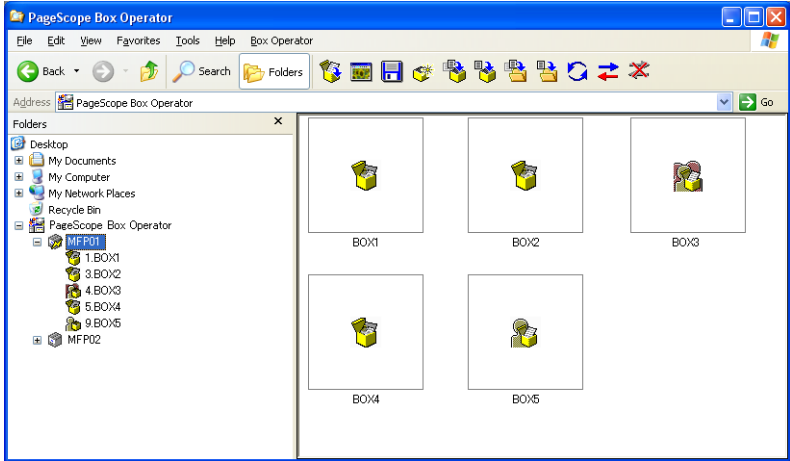 PageScope Box Operator
File Edit View Favorites Tools Help Box Operator
Back Search Folders
Address PageScope Box Operator Go
Folders x
Desktop
My Documents
My Computer
My Network Places
Recycle Bin
PageScope Box Operator
MFP01
1.BOX1
3.BOX2
4.BOX3
5.BOX4
9.BOX5
MFP02
BOX1 BOX2 BOX3
BOX4 BOX5